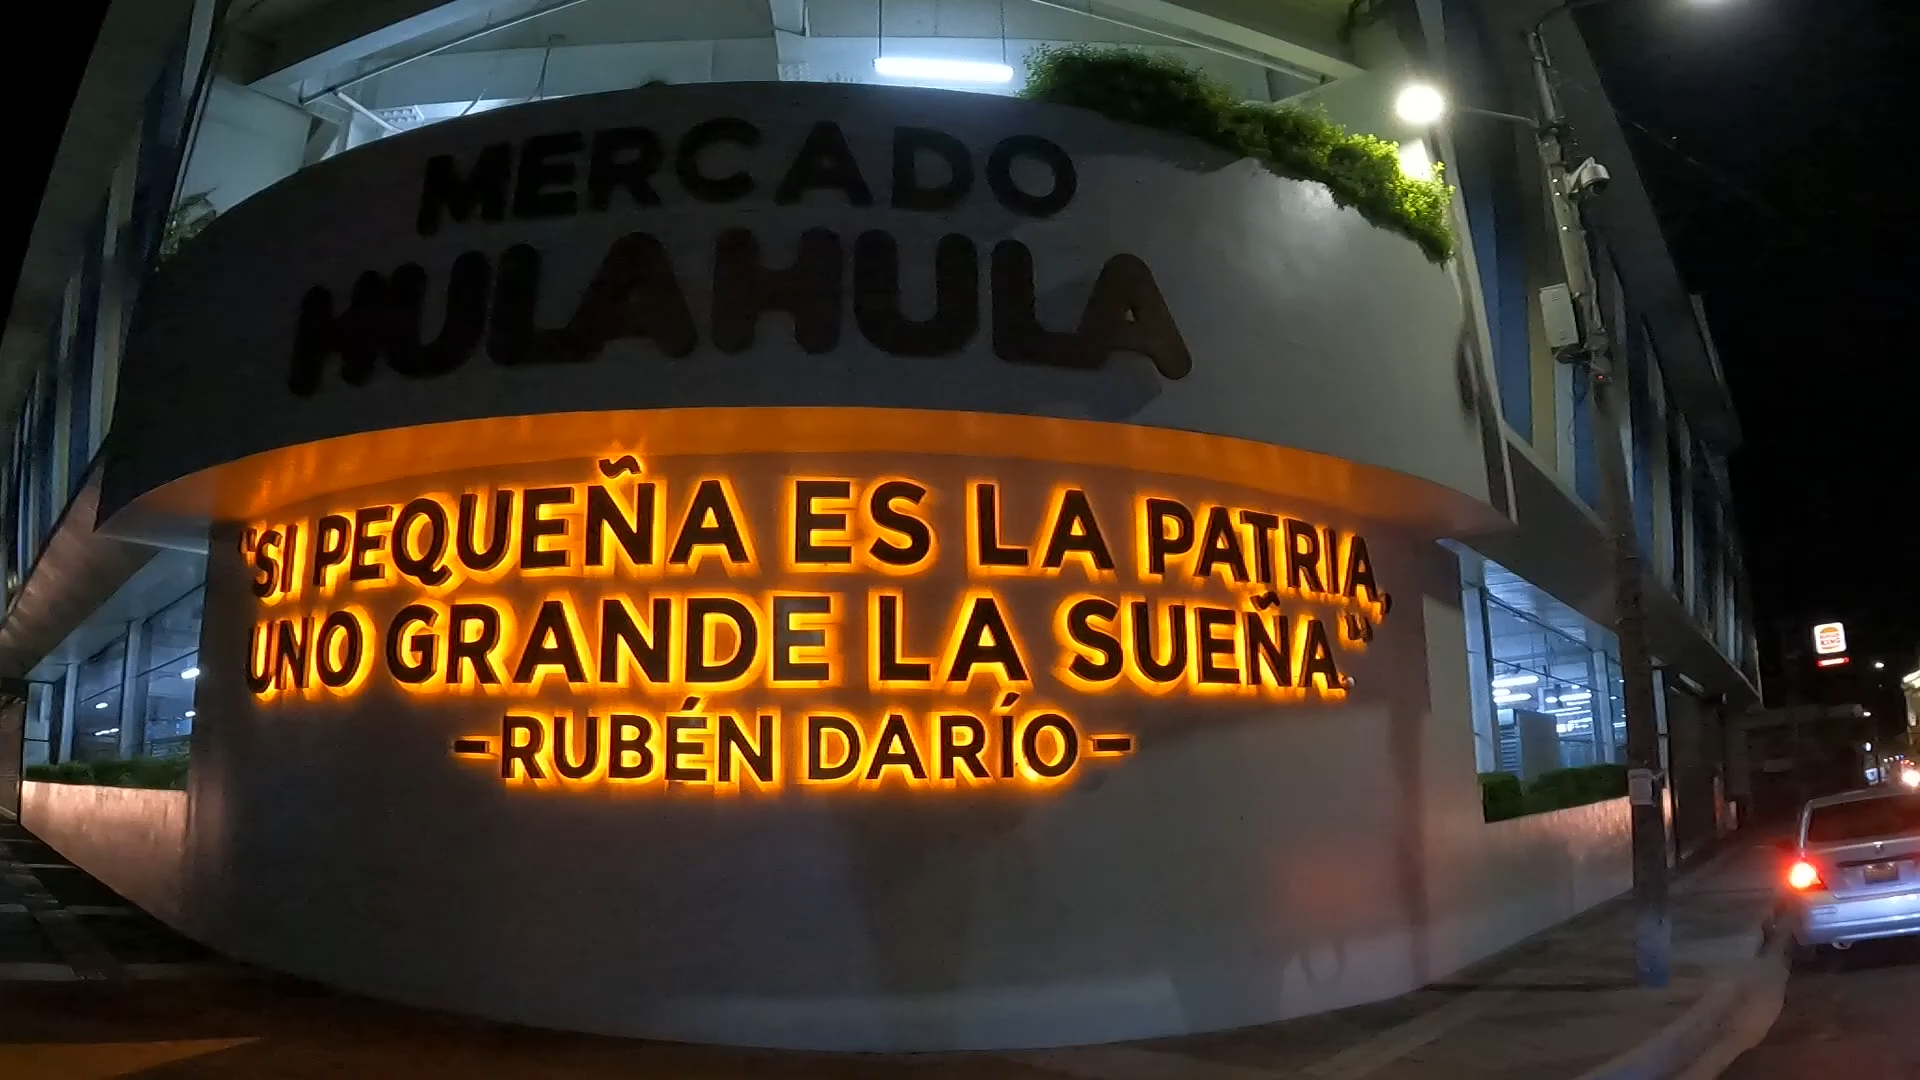 MERCADO
HULAHULA
"SI PEQUEÑA ES LA PATRIA,
UNO GRANDE LA SUEÑA."
-RUBÉN DARÍO-